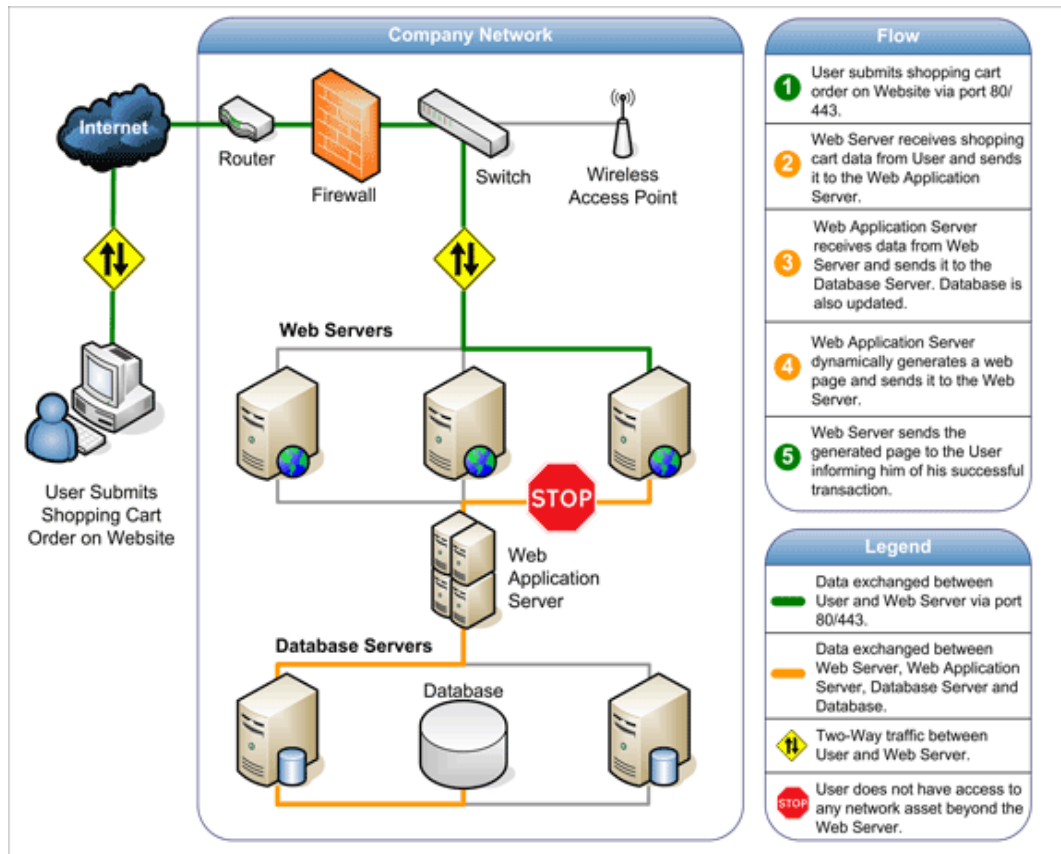 Company Network
Internet
Router
Firewall
Switch
Wireless
Access Point
Web Servers
User Submits
Shopping Cart
Order on Website
STOP
Web
Application
Server
Database Servers
Database
Flow
1
User submits shopping cart
order on Website via port 80/
443.
2
Web Server receives shopping
cart data from User and sends
it to the Web Application
Server.
3
Web Application Server
receives data from Web
Server and sends it to the
Database Server. Database is
also updated.
4
Web Application Server
dynamically generates a web
page and sends it to the Web
Server.
5
Web Server sends the
generated page to the User
informing him of his successful
transaction.
Legend
Data exchanged between
User and Web Server via port
80/443.
Data exchanged between
Web Server, Web Application
Server, Database Server and
Database.
Two-Way traffic between
User and Web Server.
STOP
User does not have access to
any network asset beyond the
Web Server.